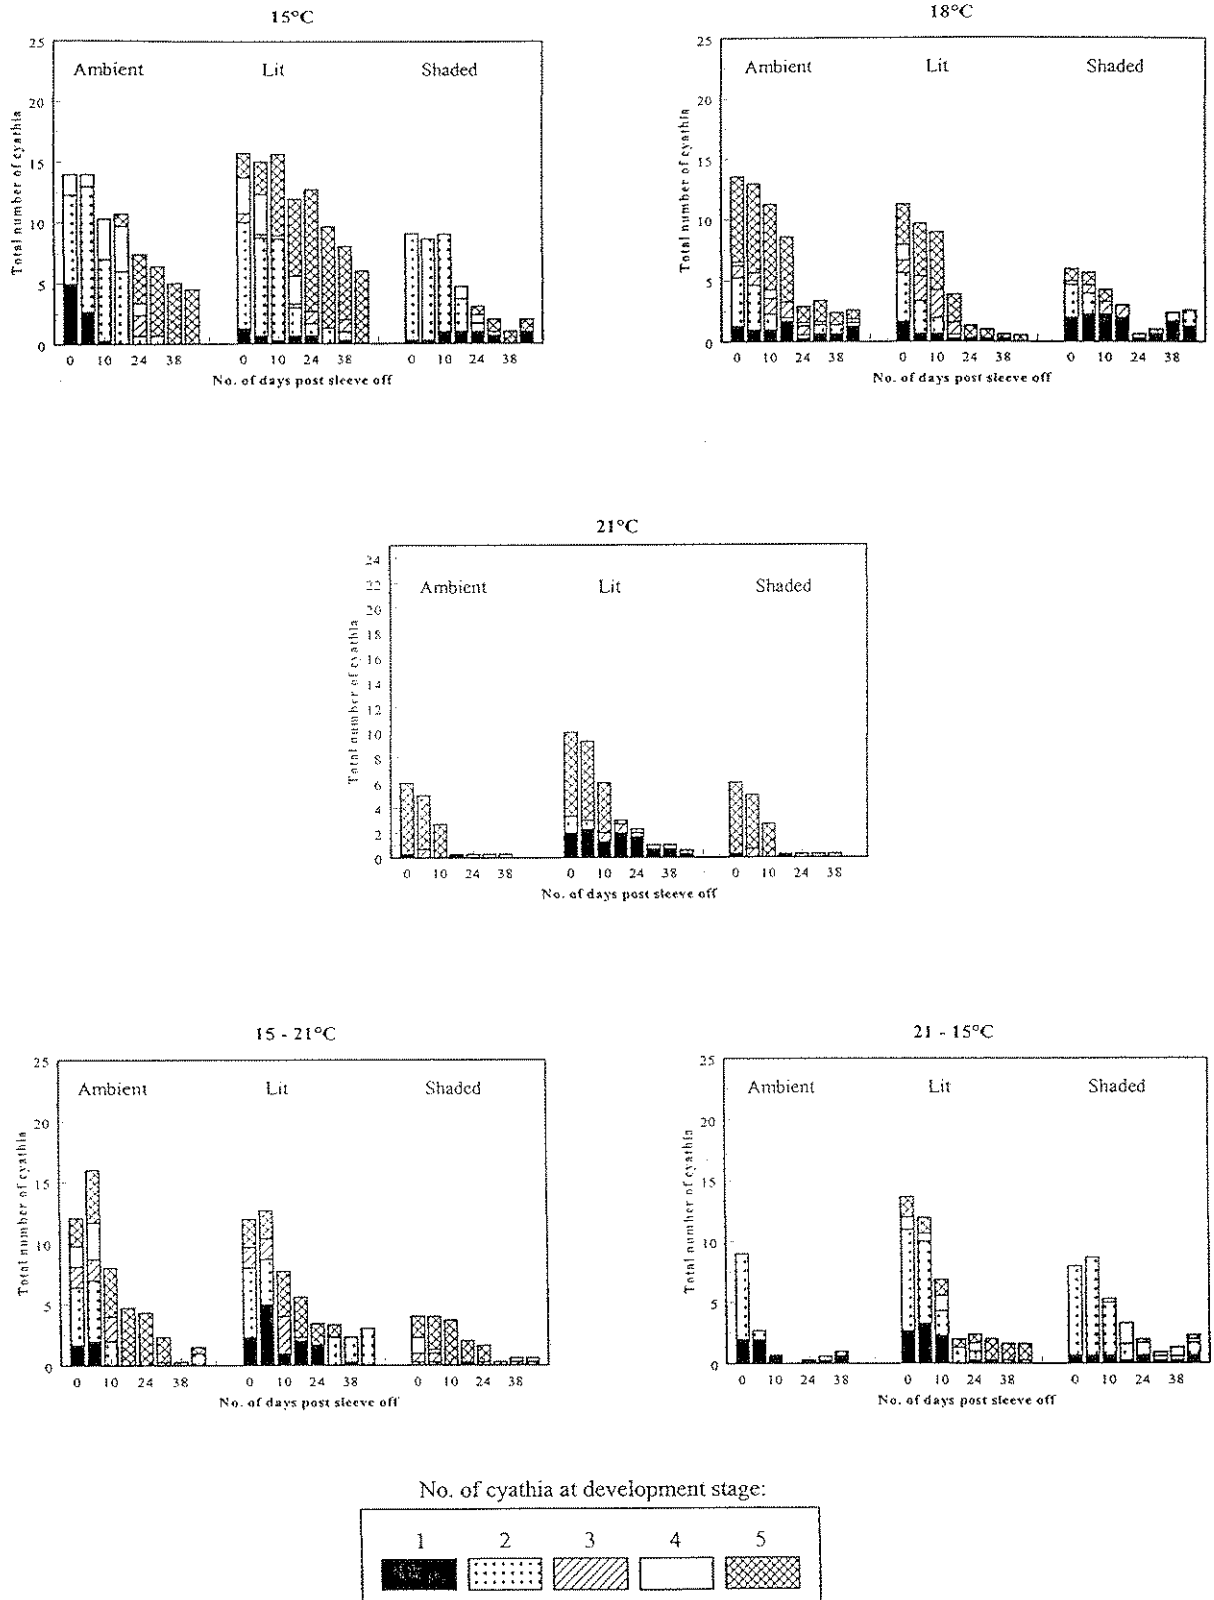 15°C
25
20
15
10
5
0
Total number of cyathia
Ambient Lit Shaded
0 10 24 38 0 10 24 38 0 10 24 38
No. of days post sleeve off
18°C
25
20
15
10
5
0
Total number of cyathia
Ambient Lit Shaded
0 10 24 38 0 10 24 38 0 10 24 38
No. of days post sleeve off
21°C
24
22
20
18
16
14
12
10
8
6
4
2
0
Total number of cyathia
Ambient Lit Shaded
0 10 24 38 0 10 24 38 0 10 24 38
No. of days post sleeve off
15 - 21°C
25
20
15
10
5
0
Total number of cyathia
Ambient Lit Shaded
0 10 24 38 0 10 24 38 0 10 24 38
No. of days post sleeve off
21 - 15°C
25
20
15
10
5
0
Total number of cyathia
Ambient Lit Shaded
0 10 24 38 0 10 24 38 0 10 24 38
No. of days post sleeve off
No. of cyathia at development stage:
1 2 3 4 5